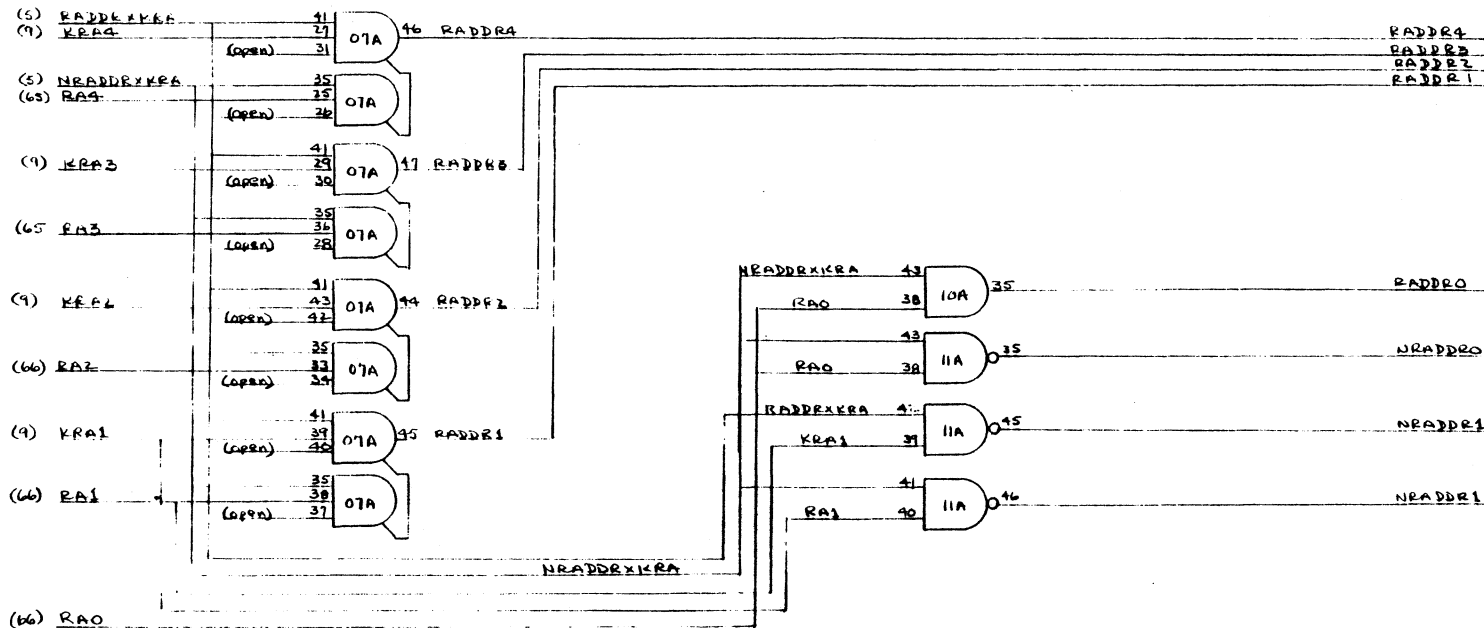 (5) RADDRXKRA 41
(9) KRA4 27
(open) 31
07A
46 RADDR4
RADDR4
RADDR3
RADDR2
RADDR1
(5) NRADDRXKRA 35
(65) RA4 25
(open) 26
07A
41
(9) KRA3 29
(open) 30
07A
47 RADDR3
35
(65 RA3 36
(open) 28
07A
41
(9) 43
(open) 42
07A
44 RADDR2
35
(66) RA2 33
(open) 34
07A
41
(9) KRA1 39
(open) 40
07A
45 RADDR1
35
(66) RA1 38
(open) 37
07A
NRADDRXKRA 43
RA0 38
10A
35
RADDR0
43
RA0 38
11A
35
NRADDR0
RADDRXKRA 41
KRA1 39
11A
45
NRADDR1
41
RA1 40
11A
46
NRADDR1
NRADDRXKRA
(66) RA0